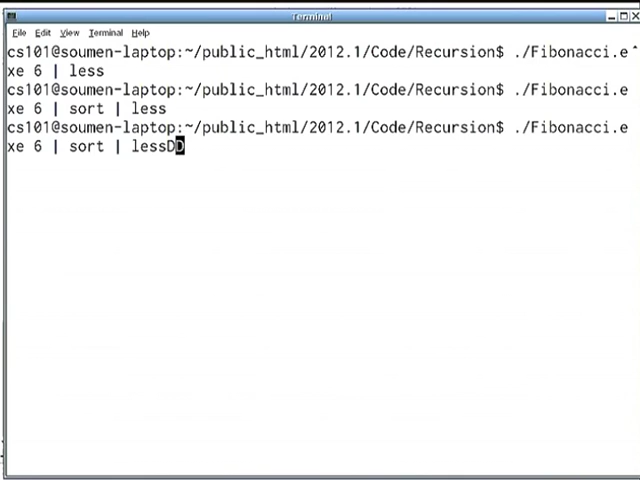 Terminal
File Edit View Terminal Help
cs101@soumen-laptop:~/public_html/2012.1/Code/Recursion$ ./Fibonacci.e
xe 6 | less
cs101@soumen-laptop:~/public_html/2012.1/Code/Recursion$ ./Fibonacci.e
xe 6 | sort | less
cs101@soumen-laptop:~/public_html/2012.1/Code/Recursion$ ./Fibonacci.e
xe 6 | sort | lessDD